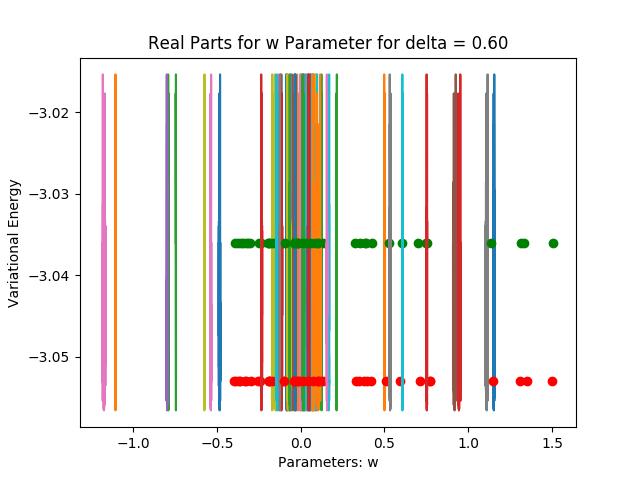 Real Parts for w Parameter for delta = 0.60
−3.02
−3.03
−3.04
−3.05
Variational Energy
−1.0 −0.5 0.0 0.5 1.0 1.5
Parameters: w